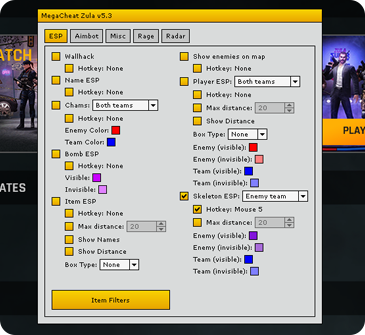 MegaCheat Zula v5.3
ESP
Aimbot
Misc
Rage
Radar
Wallhack
Hotkey: None
Name ESP
Hotkey: None
Chams: Both teams
Hotkey: None
Enemy Color:
Team Color:
Bomb ESP
Hotkey: None
Visible:
Invisible:
Item ESP
Hotkey: None
Max distance: 20
Show Names
Show Distance
Box Type: None
Item Filters
Show enemies on map
Hotkey: None
Player ESP: Both teams
Hotkey: None
Max distance: 20
Show Distance
Box Type: None
Enemy (visible):
Enemy (invisible):
Team (visible):
Team (invisible):
Skeleton ESP: Enemy team
Hotkey: Mouse 5
Max distance: 20
Enemy (visible):
Enemy (invisible):
Team (visible):
Team (invisible):
ATCH
ATES
PLAY